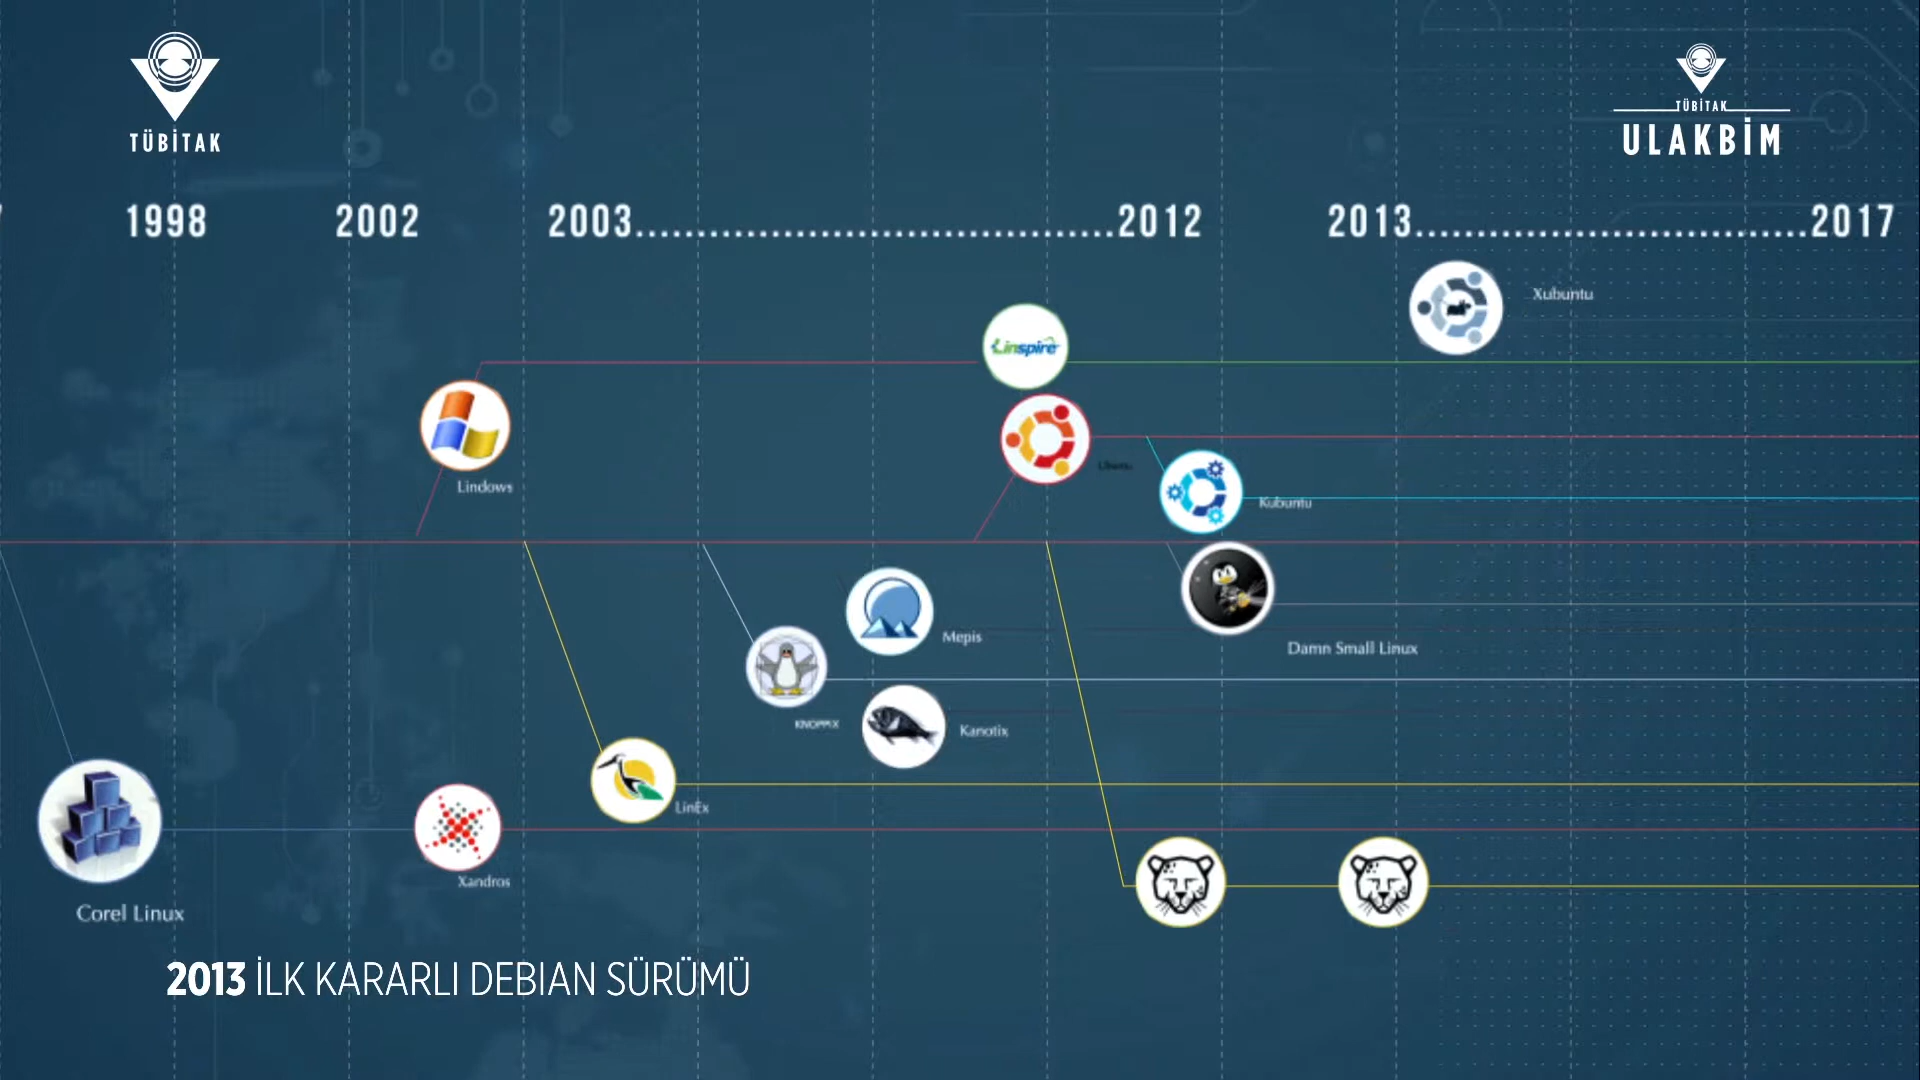 TÜBİTAK
TÜBİTAK
ULAKBİM
1998
2002
2003...............................2012
2013..........................2017
Xubuntu
Linspire
Lindows
Ubuntu
Kubuntu
Mepis
Damn Small Linux
KNOPPIX
Kanotix
LinEx
Xandros
Corel Linux
2013 İLK KARARLI DEBIAN SÜRÜMÜ